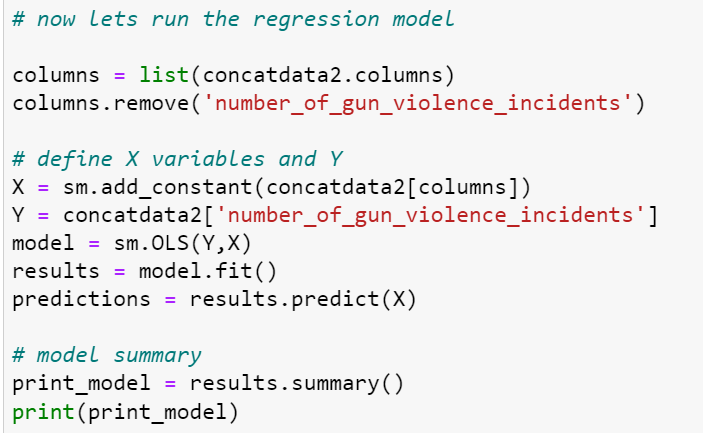 # now lets run the regression model
columns = list(concatdata2.columns)
columns.remove('number_of_gun_violence_incidents')
# define X variables and Y
X = sm.add_constant(concatdata2[columns])
Y = concatdata2['number_of_gun_violence_incidents']
model = sm.OLS(Y,X)
results = model.fit()
predictions = results.predict(X)
# model summary
print_model = results.summary()
print(print_model)